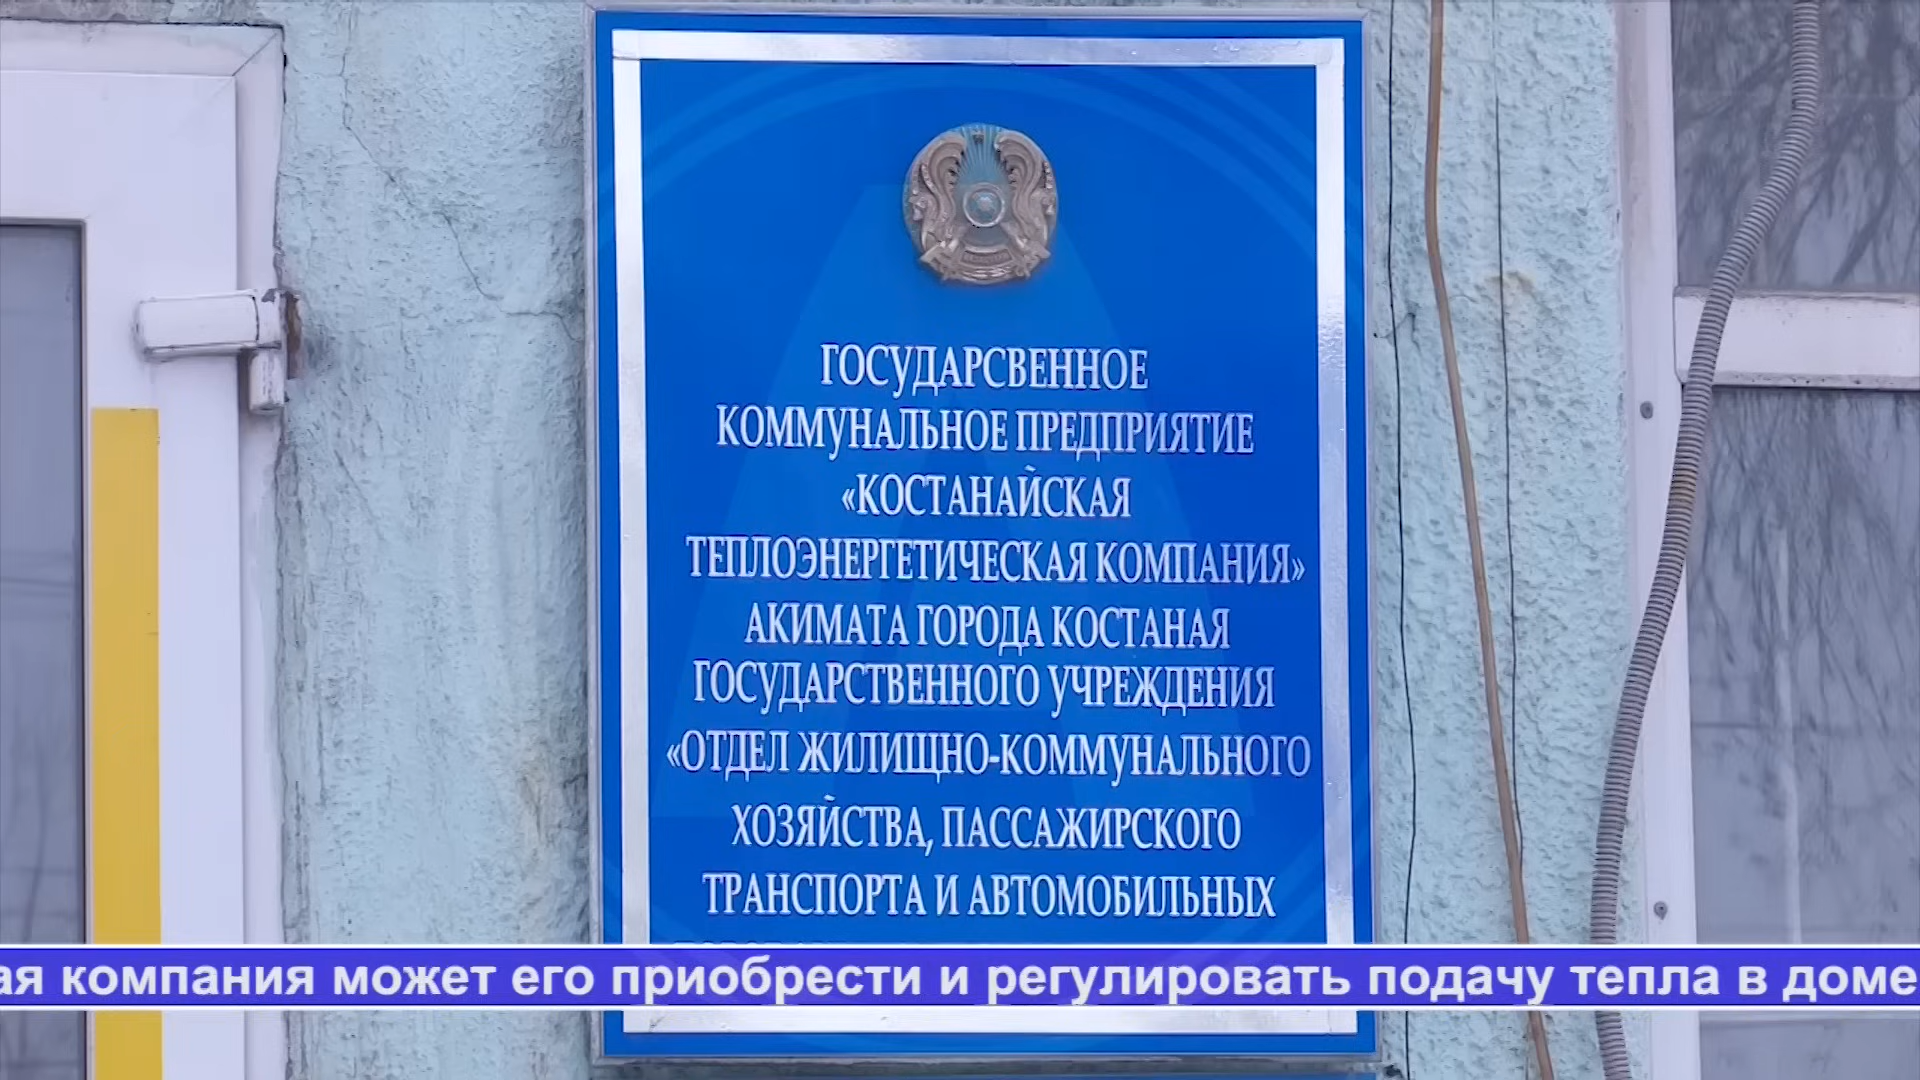 ГОСУДАРСВЕННОЕ
КОММУНАЛЬНОЕ ПРЕДПРИЯТИЕ
«КОСТАНАЙСКАЯ
ТЕПЛОЭНЕРГЕТИЧЕСКАЯ КОМПАНИЯ»
АКИМАТА ГОРОДА КОСТАНАЯ
ГОСУДАРСТВЕННОГО УЧРЕЖДЕНИЯ
«ОТДЕЛ ЖИЛИЩНО-КОММУНАЛЬНОГО
ХОЗЯЙСТВА, ПАССАЖИРСКОГО
ТРАНСПОРТА И АВТОМОБИЛЬНЫХ
ая компания может его приобрести и регулировать подачу тепла в доме